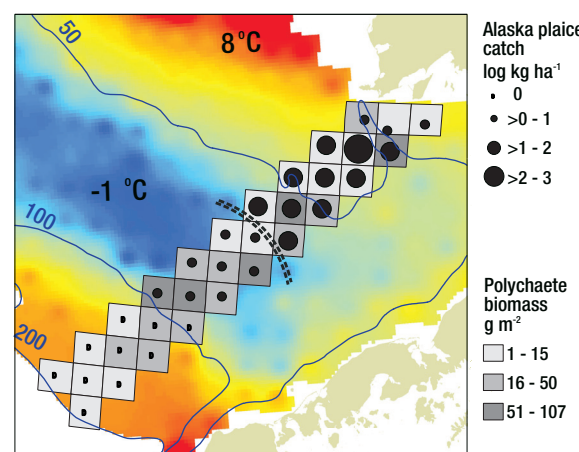 50
8 °C
-1 °C
100
200
Alaska plaice
catch
log kg ha⁻¹
0
>0 - 1
>1 - 2
>2 - 3
Polychaete
biomass
g m⁻²
1 - 15
16 - 50
51 - 107